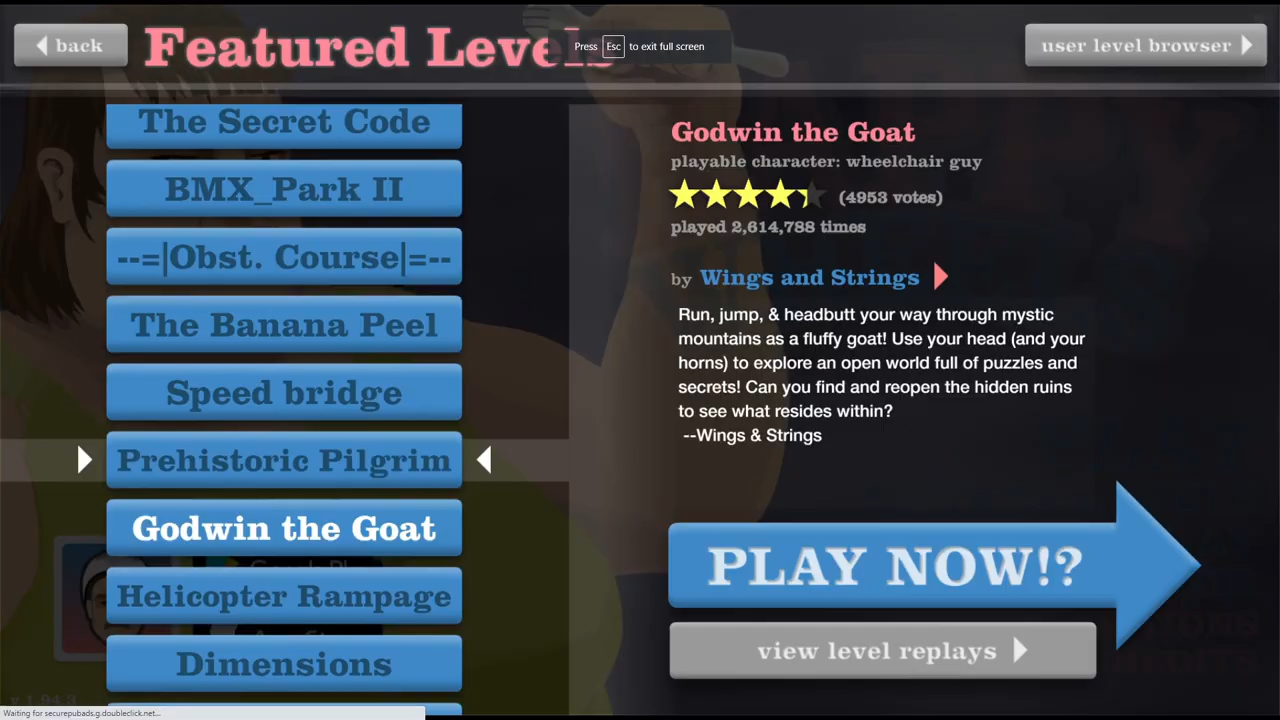 back
Featured Levels
Press Esc to exit full screen
user level browser
The Secret Code
BMX_Park II
--=|Obst. Course|=--
The Banana Peel
Speed bridge
Prehistoric Pilgrim
Godwin the Goat
Helicopter Rampage
Dimensions
Godwin the Goat
playable character: wheelchair guy
(4953 votes)
played 2,614,788 times
by Wings and Strings
Run, jump, & headbutt your way through mystic
mountains as a fluffy goat! Use your head (and your
horns) to explore an open world full of puzzles and
secrets! Can you find and reopen the hidden ruins
to see what resides within?
--Wings & Strings
PLAY NOW!?
view level replays
v 1.94.3
Waiting for securepubads.g.doubleclick.net...